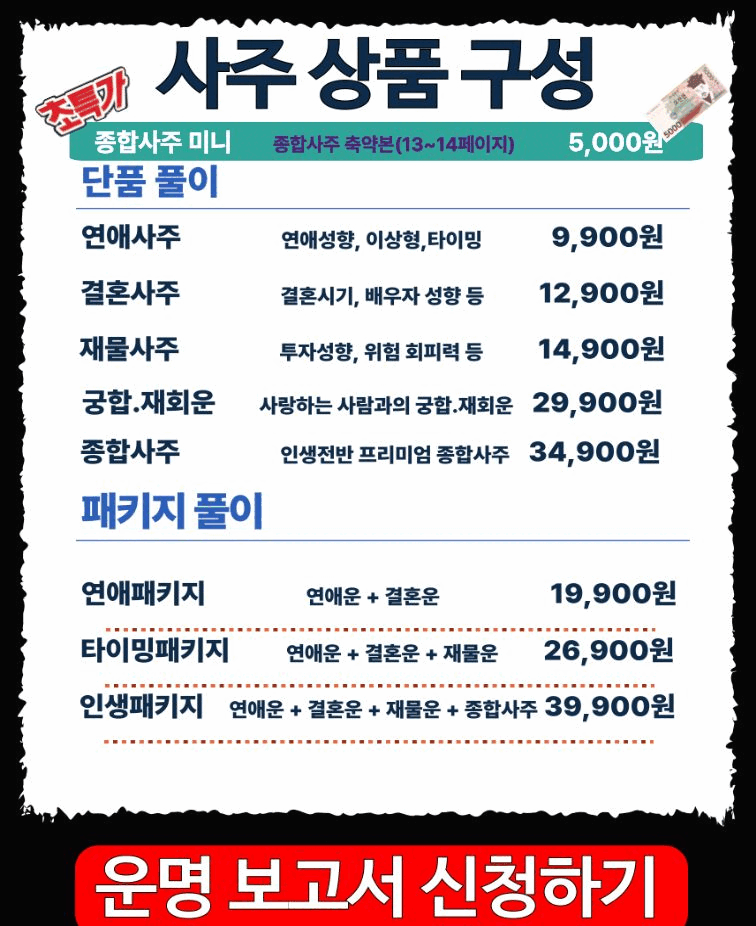 사주 상품 구성
초특가
종합사주 미니 종합사주 축약본(13~14페이지) 5,000원
5000
단품 풀이
연애사주 연애성향, 이상형,타이밍 9,900원
결혼사주 결혼시기, 배우자 성향 등 12,900원
재물사주 투자성향, 위험 회피력 등 14,900원
궁합.재회운 사랑하는 사람과의 궁합.재회운 29,900원
종합사주 인생전반 프리미엄 종합사주 34,900원
패키지 풀이
연애패키지 연애운 + 결혼운 19,900원
타이밍패키지 연애운 + 결혼운 + 재물운 26,900원
인생패키지 연애운 + 결혼운 + 재물운 + 종합사주 39,900원
운명 보고서 신청하기